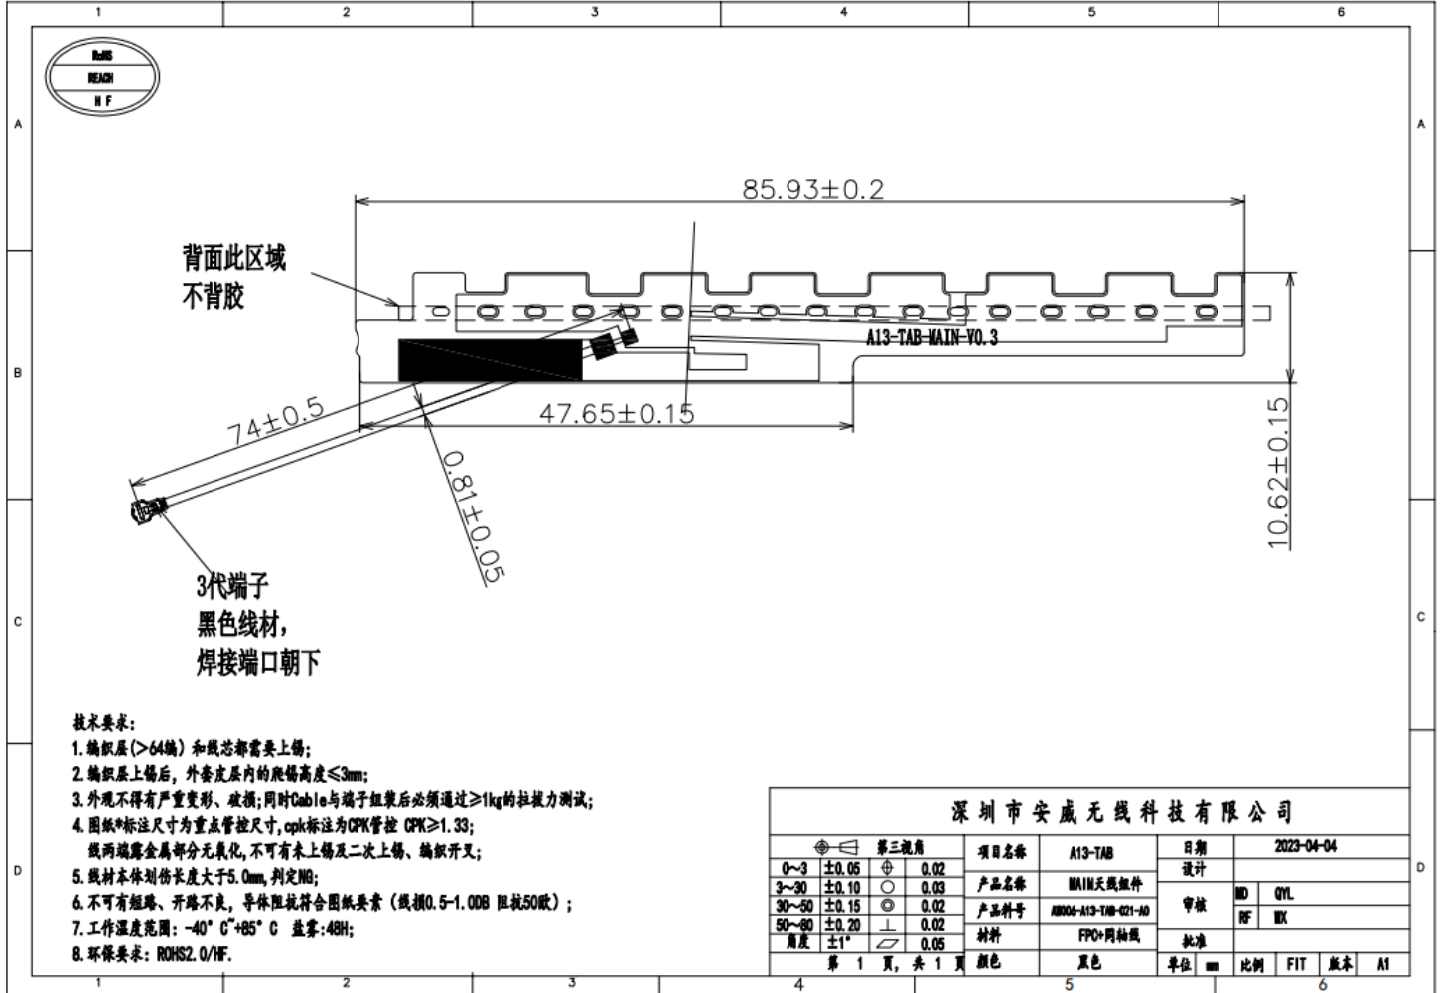 1 2 3 4 5 6
RoHS
REACH
H F
A A
85.93±0.2
背面此区域
不背胶
A13-TAB-MAIN-V0.3
B B
74±0.5
47.65±0.15
10.62±0.15
0.81±0.05
3代端子
黑色线材，
焊接端口朝下
C C
技术要求:
1.编织层(>64编) 和线芯都需要上锡;
2.编织层上锡后, 外套皮层内的爬锡高度≤3mm;
3.外观不得有严重变形、破损;同时Cable与端子组装后必须通过≥1kg的拉拔力测试;
4.图纸*标注尺寸为重点管控尺寸,cpk标注为CPK管控 CPK≥1.33;
线两端露金属部分无氧化,不可有未上锡及二次上锡、编织开叉;
5.线材本体划伤长度大于5.0mm,判定NG;
6.不可有短路、开路不良, 导体阻抗符合图纸要素 (线损0.5-1.0DB 阻抗50欧) ;
7.工作温度范围: -40° C~+85° C 盐雾:48H;
8.环保要求: ROHS2.0/HF.
D D
深圳市安威无线科技有限公司
第三视角
0~3 ±0.05 0.02
3~30 ±0.10 0.03
30~50 ±0.15 0.02
50~80 ±0.20 0.02
角度 ±1° 0.05
第 1 页, 共 1 页
项目名称 A13-TAB
产品名称 MAIN天线组件
产品料号
材料 FPC+同轴线
颜色 黑色
日期 2023-04-04
设计
审核 MD QYL
RF WX
批准
单位 mm 比例 FIT 版本 A1
1 2 3 4 5 6